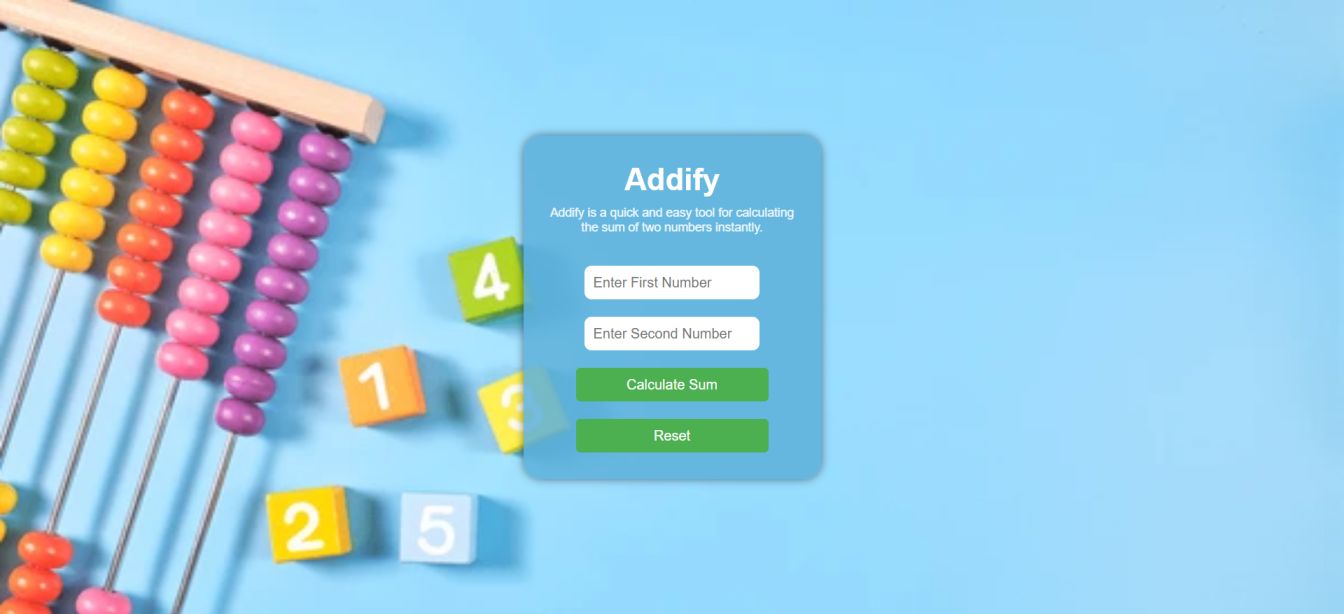 Addify
Addify is a quick and easy tool for calculating
the sum of two numbers instantly.
4
Enter First Number
Enter Second Number
1
3
Calculate Sum
Reset
2
5